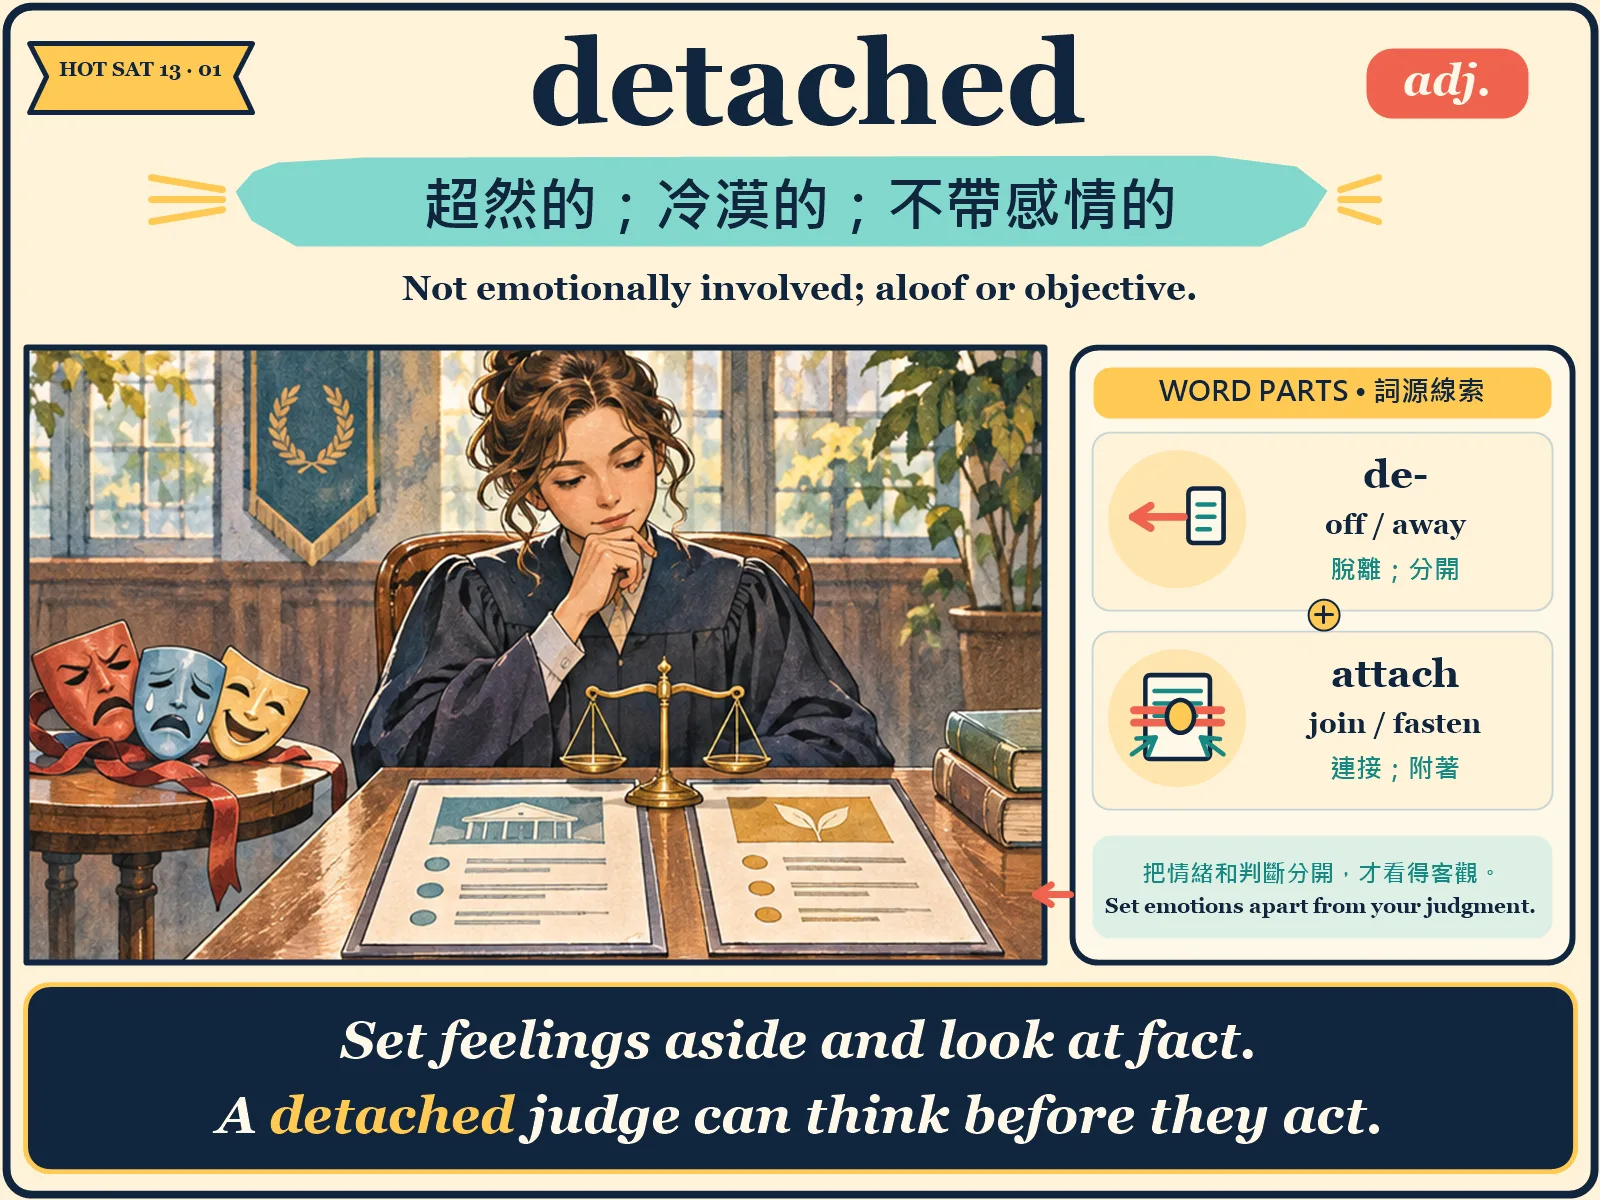 HOT SAT 13 · 01
detached
adj.
超然的；冷漠的；不帶感情的
Not emotionally involved; aloof or objective.
WORD PARTS • 詞源線索
de-
off / away
脫離；分開
+
attach
join / fasten
連接；附著
把情緒和判斷分開，才看得客觀。
Set emotions apart from your judgment.
Set feelings aside and look at fact.
A detached judge can think before they act.